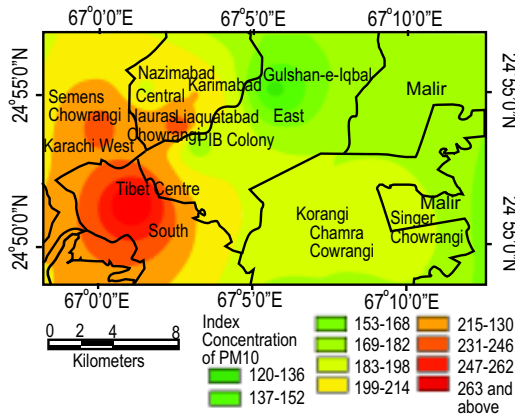 67°0'0"E 67°5'0"E 67°10'0"E
24°55'0"N
24°50'0"N
24 55'0"N
24 55'0"N
Nazimabad
Karimabad
Gulshan-e-Iqbal
Malir
Semens
Chowrangi
Central
Nauras
Chowrangi
Liaquatabad
East
Karachi West
PIB Colony
Tibet Centre
South
Korangi
Chamra
Cowrangi
Malir
Singer
Chowrangi
67°0'0"E 67°5'0"E 67°10'0"E
0 2 4 8
Kilometers
Index
Concentration
of PM10
120-136
137-152
153-168
169-182
183-198
199-214
215-130
231-246
247-262
263 and
above